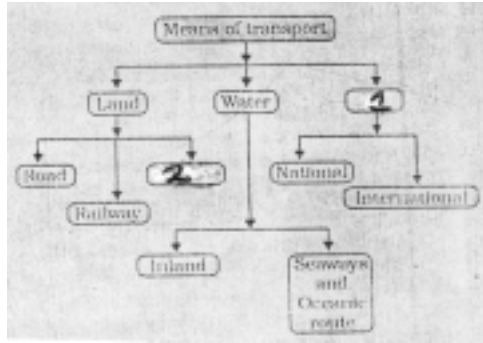 Means of transport
Land
Water
1
Road
Railway
2
National
International
Inland
Seaways
and
Oceanic
route